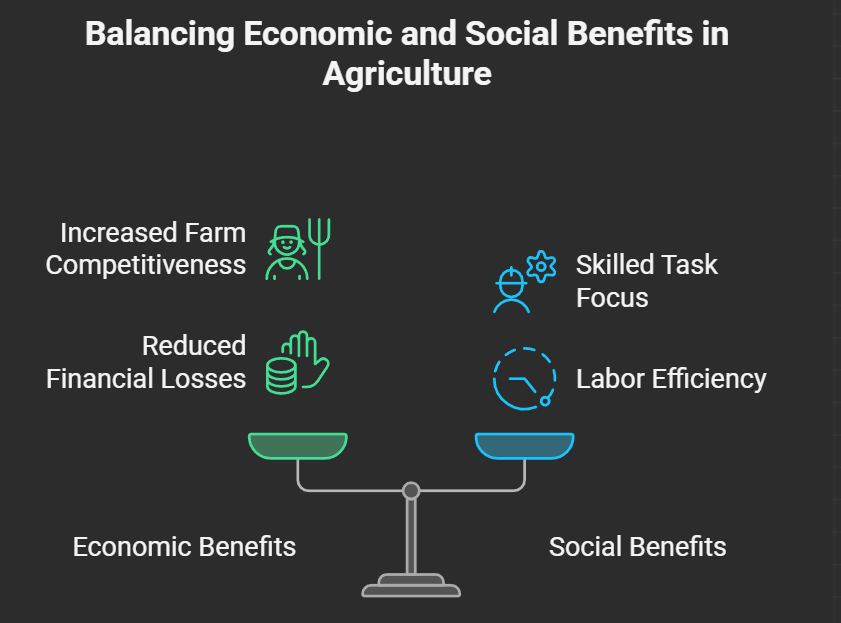 Balancing Economic and Social Benefits in
Agriculture
Increased Farm
Competitiveness
Reduced
Financial Losses
Skilled Task
Focus
Labor Efficiency
Economic Benefits
Social Benefits